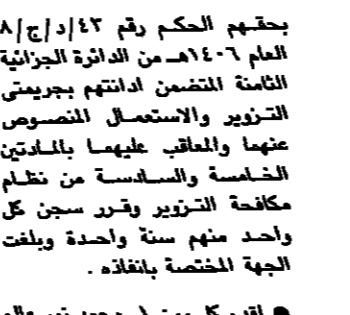 بحقهم الحكم رقم ٤٣/د/ج/٨
العام ١٤٠٦هـ من الدائرة الجزائية
الثامنة المتضمن ادانتهم بجريمتي
التزوير والاستعمال المنصوص
عنهما والمعاقب عليهما بالمادتين
الخامسة والسادسة من نظام
مكافحة التزوير وقرر سجن كل
واحد منهم سنة واحدة وبلغت
الجهة المختصة بانفاذه .